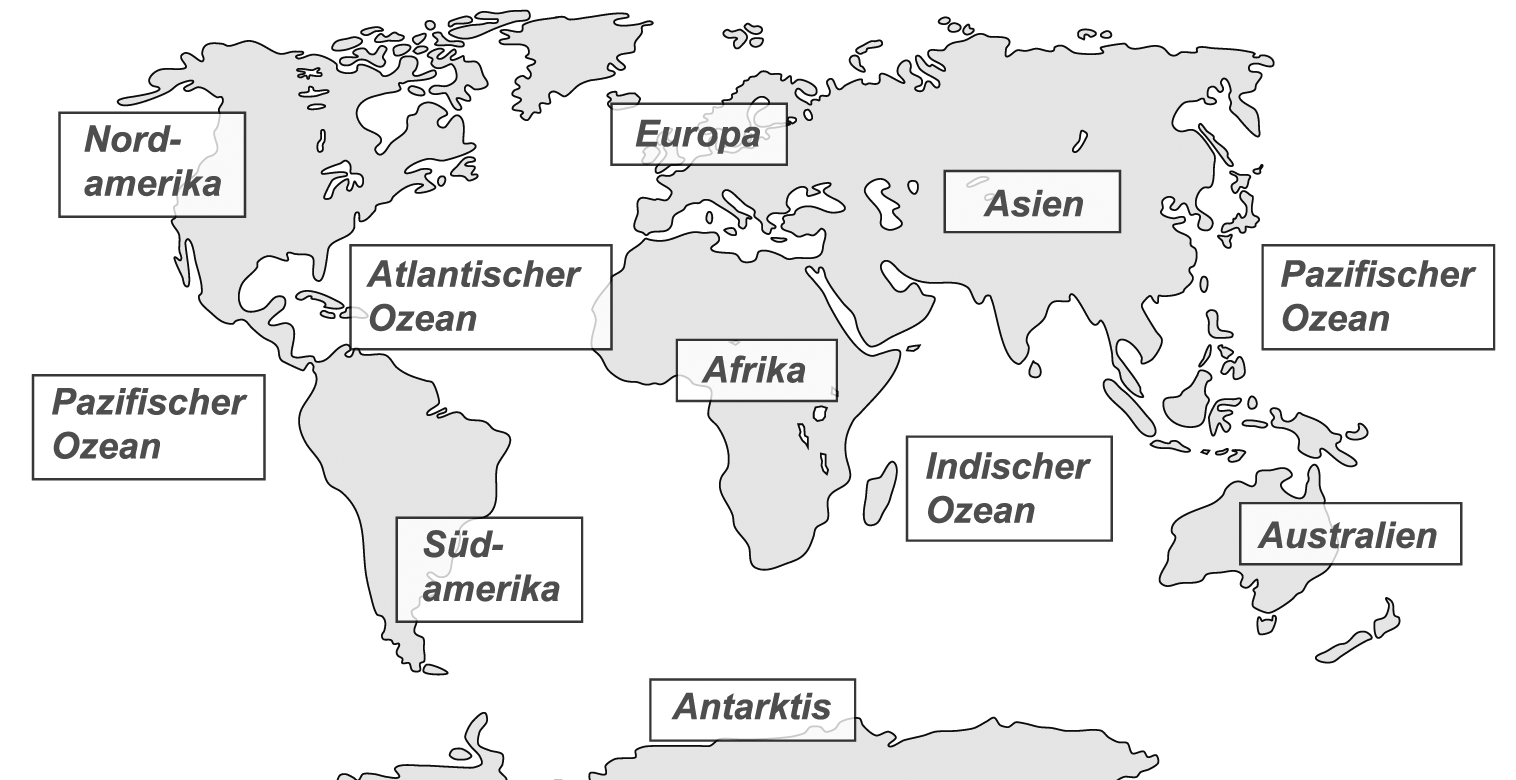 Nord-
amerika
Europa
Asien
Atlantischer
Ozean
Pazifischer
Ozean
Afrika
Pazifischer
Ozean
Indischer
Ozean
Süd-
amerika
Australien
Antarktis